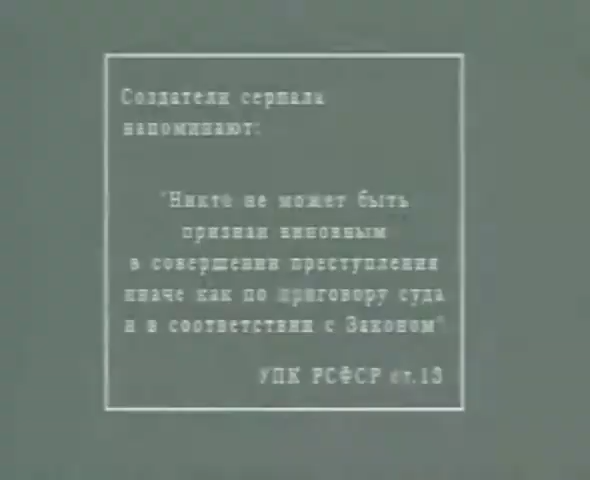 Создатели сериала
напоминают:
"Никто не может быть
признан виновным
в совершении преступления
иначе как по приговору суда
и в соответствии с Законом"
УПК РСФСР ст.13